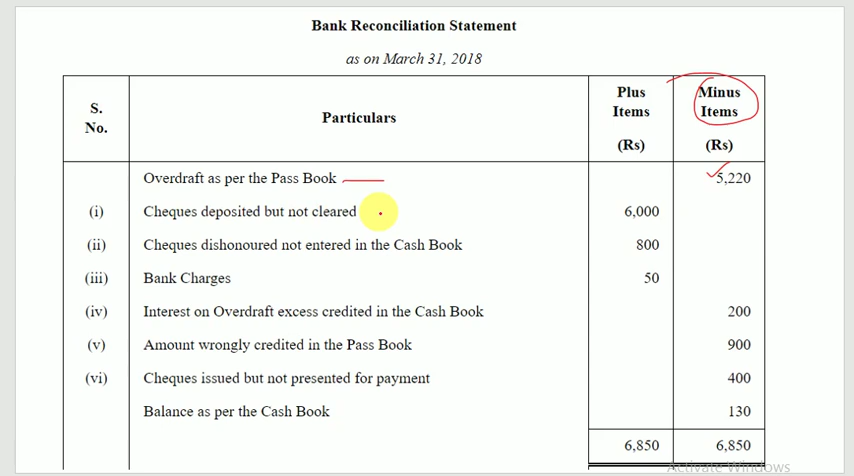 Bank Reconciliation Statement
as on March 31, 2018
S. No. Particulars Plus Items (Rs) Minus Items (Rs)
Overdraft as per the Pass Book 5,220
(i) Cheques deposited but not cleared 6,000
(ii) Cheques dishonoured not entered in the Cash Book 800
(iii) Bank Charges 50
(iv) Interest on Overdraft excess credited in the Cash Book 200
(v) Amount wrongly credited in the Pass Book 900
(vi) Cheques issued but not presented for payment 400
Balance as per the Cash Book 130
6,850 6,850
Activate Windows